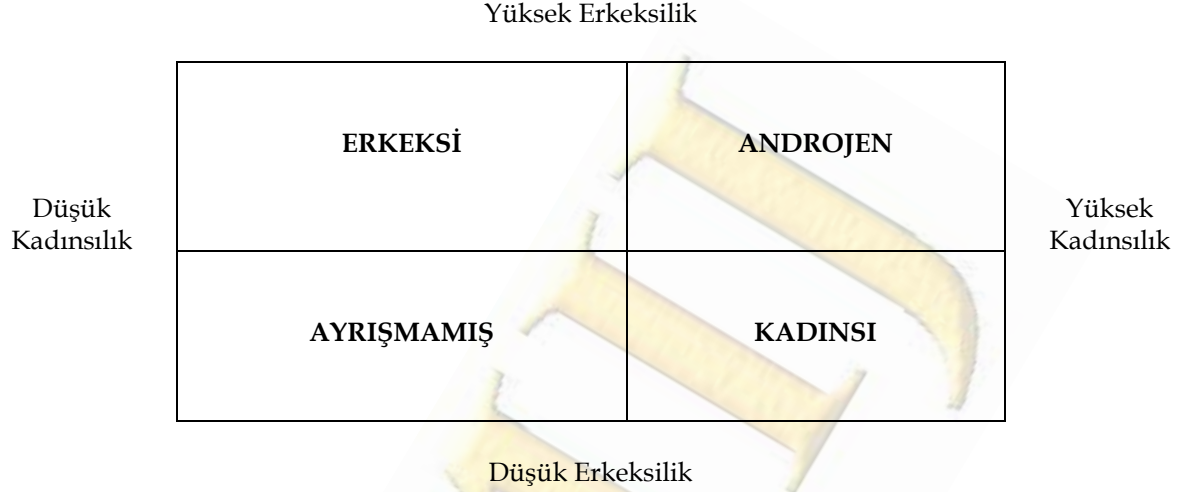 Yüksek Erkeksilik
ERKEKSİ
ANDROJEN
Düşük
Kadınsılık
Yüksek
Kadınsılık
AYRIŞMAMIŞ
KADINSI
Düşük Erkeksilik